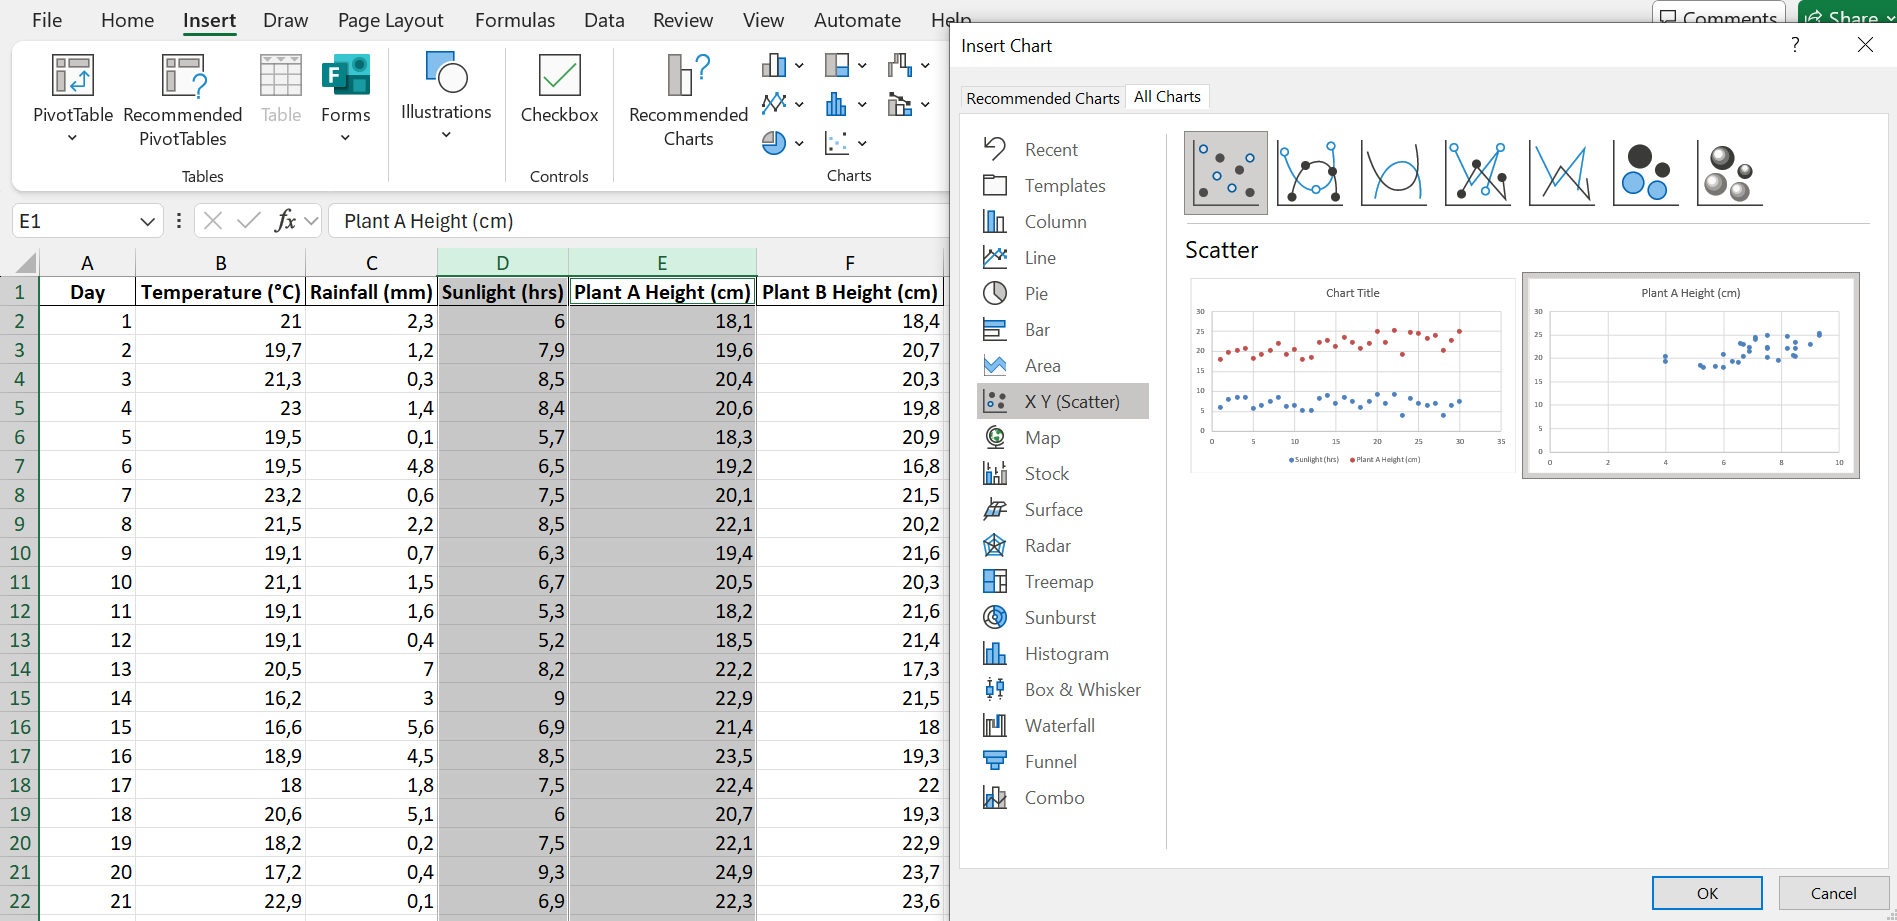 File Home Insert Draw Page Layout Formulas Data Review View Automate Help
Comments Share
PivotTable Recommended PivotTables Table Forms Illustrations Checkbox Recommended Charts
Tables Controls Charts
E1 fx Plant A Height (cm)
A B C D E F
1 Day Temperature (°C) Rainfall (mm) Sunlight (hrs) Plant A Height (cm) Plant B Height (cm)
2 1 21 2,3 6 18,1 18,4
3 2 19,7 1,2 7,9 19,6 20,7
4 3 21,3 0,3 8,5 20,4 20,3
5 4 23 1,4 8,4 20,6 19,8
6 5 19,5 0,1 5,7 18,3 20,9
7 6 19,5 4,8 6,5 19,2 16,8
8 7 23,2 0,6 7,5 20,1 21,5
9 8 21,5 2,2 8,5 22,1 20,2
10 9 19,1 0,7 6,3 19,4 21,6
11 10 21,1 1,5 6,7 20,5 20,3
12 11 19,1 1,6 5,3 18,2 21,6
13 12 19,1 0,4 5,2 18,5 21,4
14 13 20,5 7 8,2 22,2 17,3
15 14 16,2 3 9 22,9 21,5
16 15 16,6 5,6 6,9 21,4 18
17 16 18,9 4,5 8,5 23,5 19,3
18 17 18 1,8 7,5 22,4 22
19 18 20,6 5,1 6 20,7 19,3
20 19 18,2 0,2 7,5 22,1 22,9
21 20 17,2 0,4 9,3 24,9 23,7
22 21 22,9 0,1 6,9 22,3 23,6
Insert Chart ?
Recommended Charts All Charts
Recent
Templates
Column
Line
Pie
Bar
Area
X Y (Scatter)
Map
Stock
Surface
Radar
Treemap
Sunburst
Histogram
Box & Whisker
Waterfall
Funnel
Combo
Scatter
Chart Title
30
25
20
15
10
5
0
0 5 10 15 20 25 30 35
Sunlight (hrs) Plant A Height (cm)
Plant A Height (cm)
30
25
20
15
10
5
0
0 2 4 6 8 10
OK Cancel